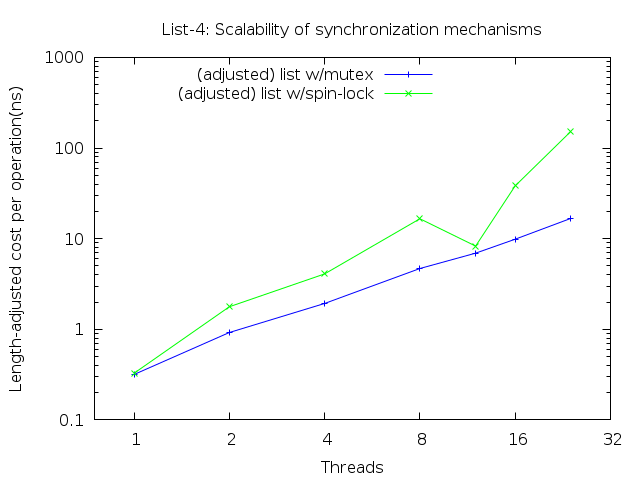 List-4: Scalability of synchronization mechanisms
1000
100
10
1
0.1
Length-adjusted cost per operation(ns)
(adjusted) list w/mutex
(adjusted) list w/spin-lock
1 2 4 8 16 32
Threads